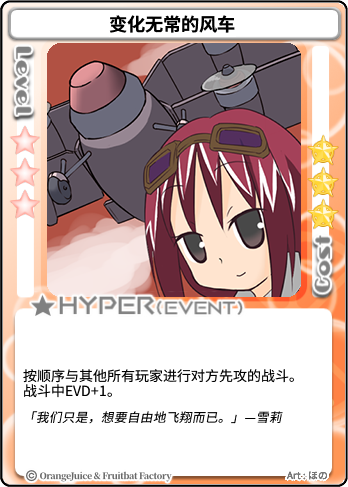 变化无常的风车
Level
Cost
HYPER(EVENT)
按顺序与其他所有玩家进行对方先攻的战斗。
战斗中EVD+1。
「我们只是，想要自由地飞翔而已。」—雪莉
© OrangeJuice & Fruitbat Factory
Art : ほの